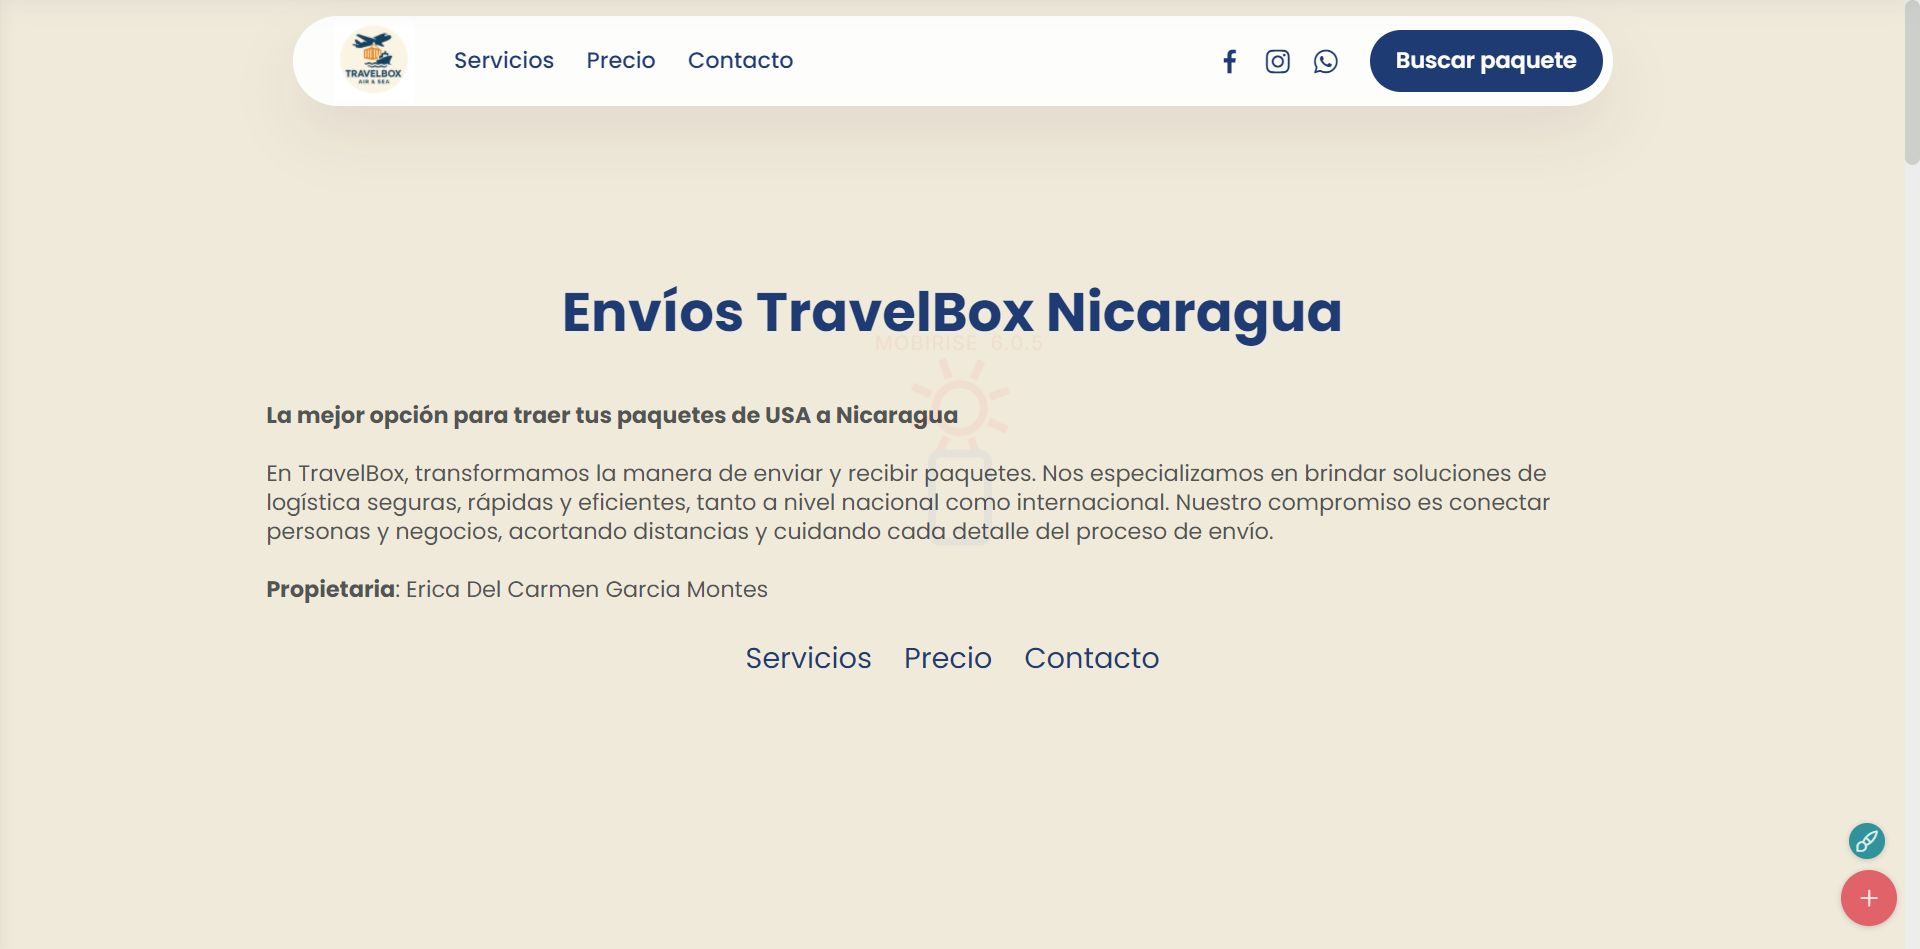 TRAVELBOX
AIR & SEA
Servicios Precio Contacto
Buscar paquete
Envíos TravelBox Nicaragua
MOBIRISE 6.0.5
La mejor opción para traer tus paquetes de USA a Nicaragua
En TravelBox, transformamos la manera de enviar y recibir paquetes. Nos especializamos en brindar soluciones de
logística seguras, rápidas y eficientes, tanto a nivel nacional como internacional. Nuestro compromiso es conectar
personas y negocios, acortando distancias y cuidando cada detalle del proceso de envío.
Propietaria: Erica Del Carmen Garcia Montes
Servicios Precio Contacto